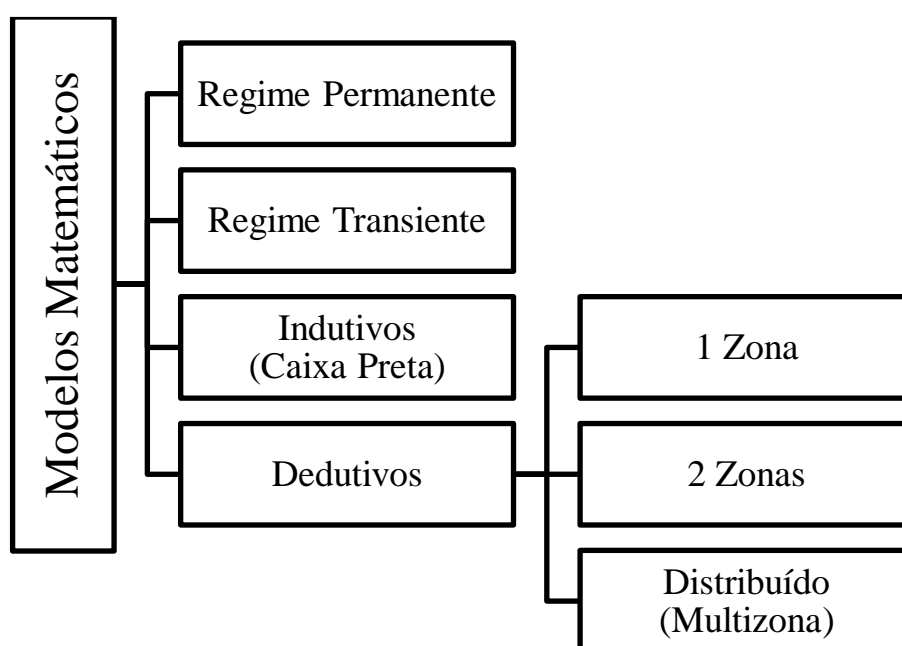 Modelos Matemáticos
Regime Permanente
Regime Transiente
Indutivos
(Caixa Preta)
Dedutivos
1 Zona
2 Zonas
Distribuído
(Multizona)